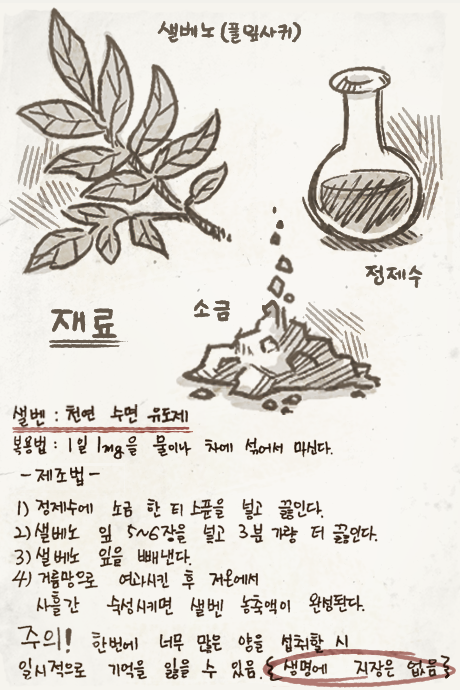 샐베노 (풀잎사귀)
정제수
소금
재료
샐벤 : 천연 수면 유도제
복용법 : 1일 1mg을 물이나 차에 섞어서 마신다.
- 제조법 -
1) 정제수에 소금 한 티스푼을 넣고 끓인다.
2) 샐베노 잎 5~6장을 넣고 3분 가량 더 끓인다.
3) 샐베노 잎을 빼낸다.
4) 거름망으로 여과시킨 후 저온에서
사흘간 숙성시키면 샐벤 농축액이 완성된다.
주의! 한번에 너무 많은 양을 섭취할 시
일시적으로 기억을 잃을 수 있음. {생명에 지장은 없음}